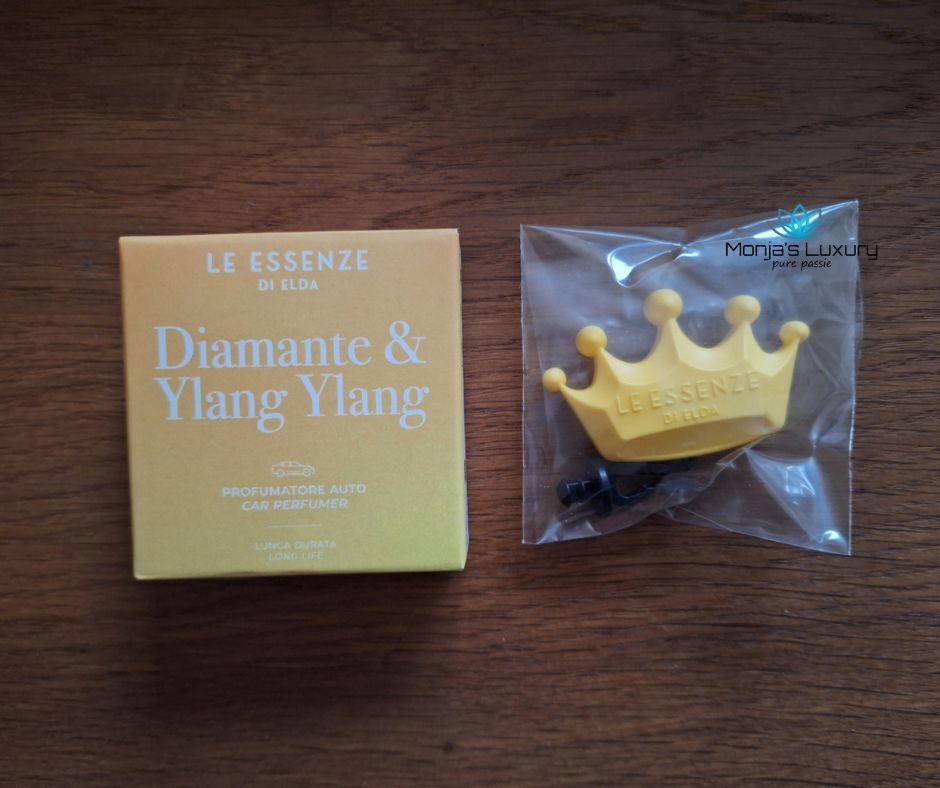 LE ESSENZE
DI ELDA
Diamante &
Ylang Ylang
PROFUMATORE AUTO
CAR PERFUMER
LUNGA DURATA
LONG LIFE
Monja's Luxury
pure passie
LE ESSENZE
DI ELDA